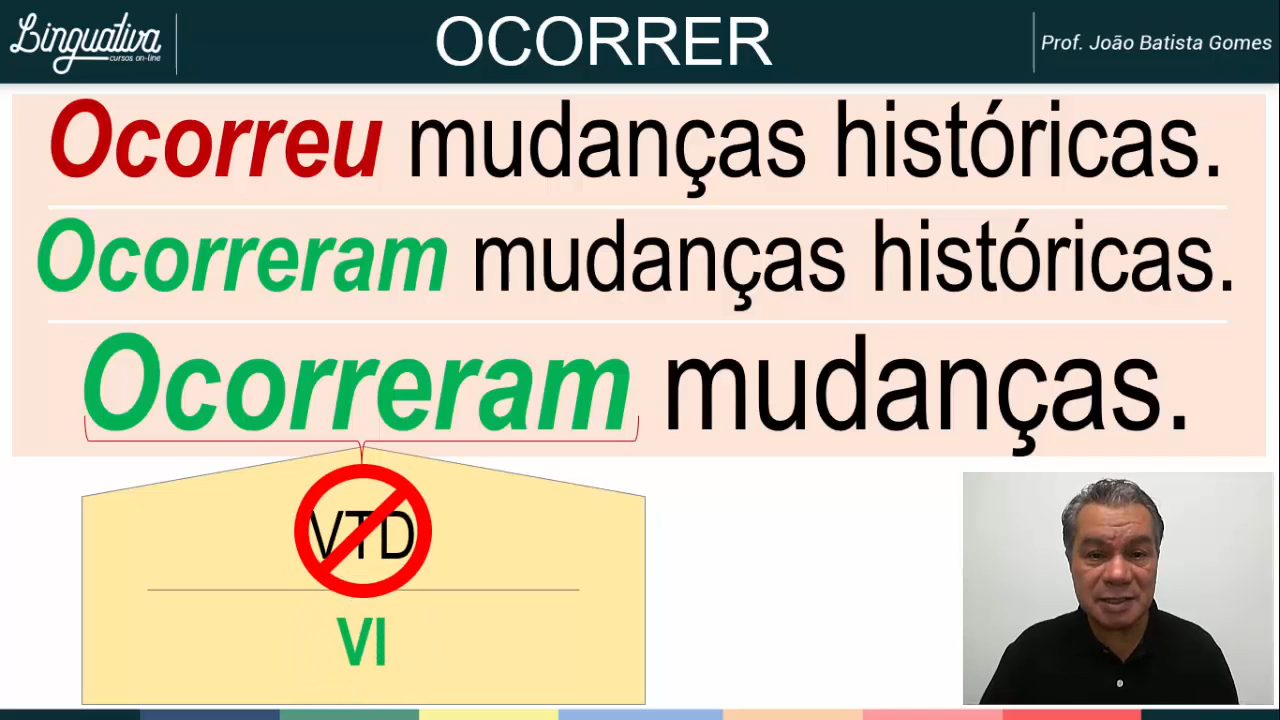 Linguativa
cursos on-line
OCORRER
Prof. João Batista Gomes
Ocorreu mudanças históricas.
Ocorreram mudanças históricas.
Ocorreram mudanças.
VTD
VI